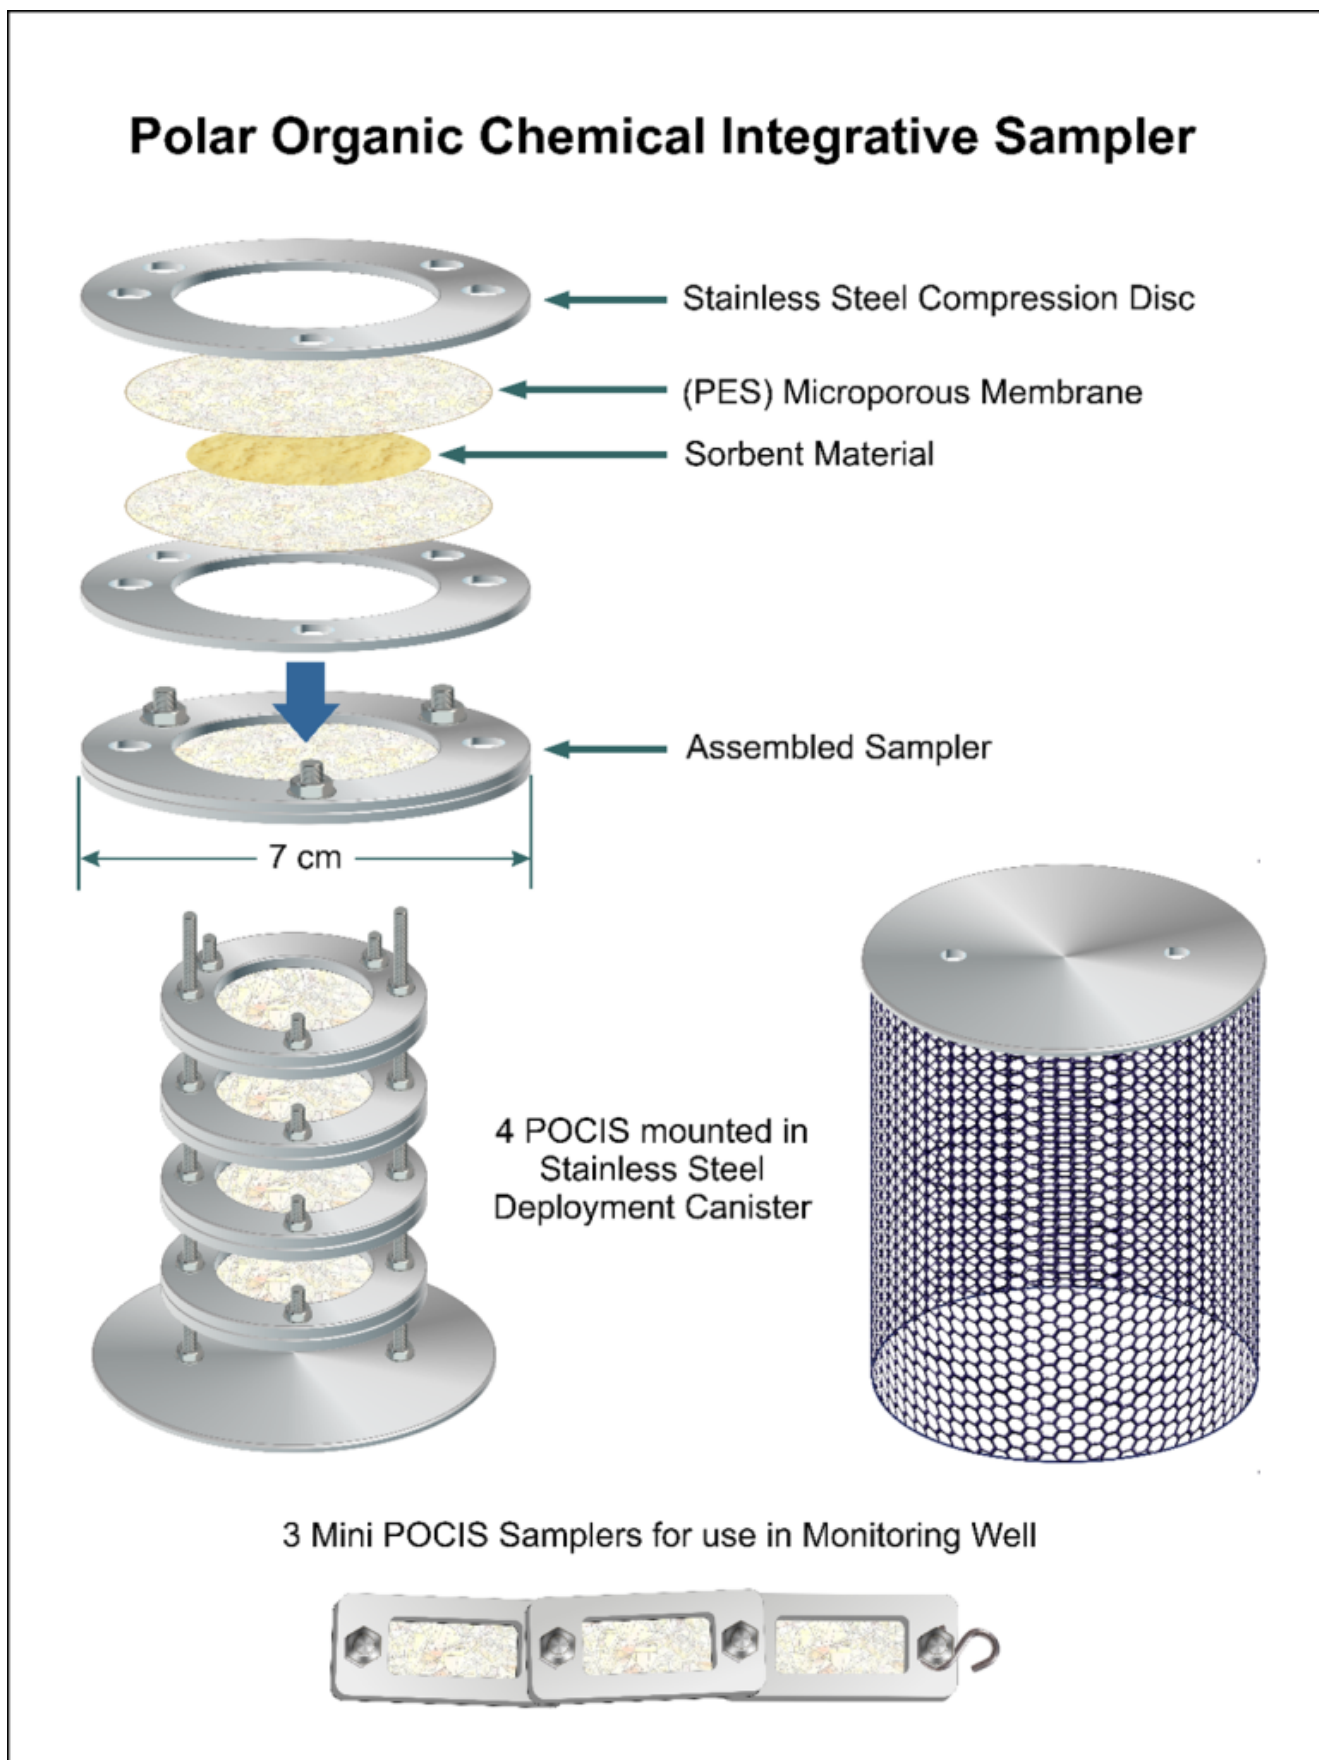 Polar Organic Chemical Integrative Sampler
Stainless Steel Compression Disc
(PES) Microporous Membrane
Sorbent Material
Assembled Sampler
7 cm
4 POCIS mounted in
Stainless Steel
Deployment Canister
3 Mini POCIS Samplers for use in Monitoring Well